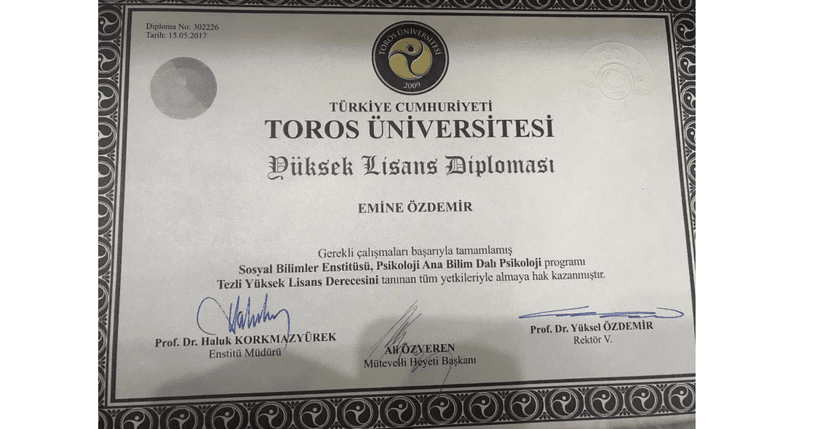 Diploma No: 302226
Tarih: 15.05.2017
TOROS ÜNİVERSİTESİ
2009
TÜRKİYE CUMHURİYETİ
TOROS ÜNİVERSİTESİ
Yüksek Lisans Diploması
EMİNE ÖZDEMİR
Gerekli çalışmaları başarıyla tamamlamış
Sosyal Bilimler Enstitüsü, Psikoloji Ana Bilim Dalı Psikoloji programı
Tezli Yüksek Lisans Derecesini tanınan tüm yetkileriyle almaya hak kazanmıştır.
Prof. Dr. Haluk KORKMAZYÜREK
Enstitü Müdürü
Ali ÖZVEREN
Mütevelli Heyeti Başkanı
Prof. Dr. Yüksel ÖZDEMİR
Rektör V.